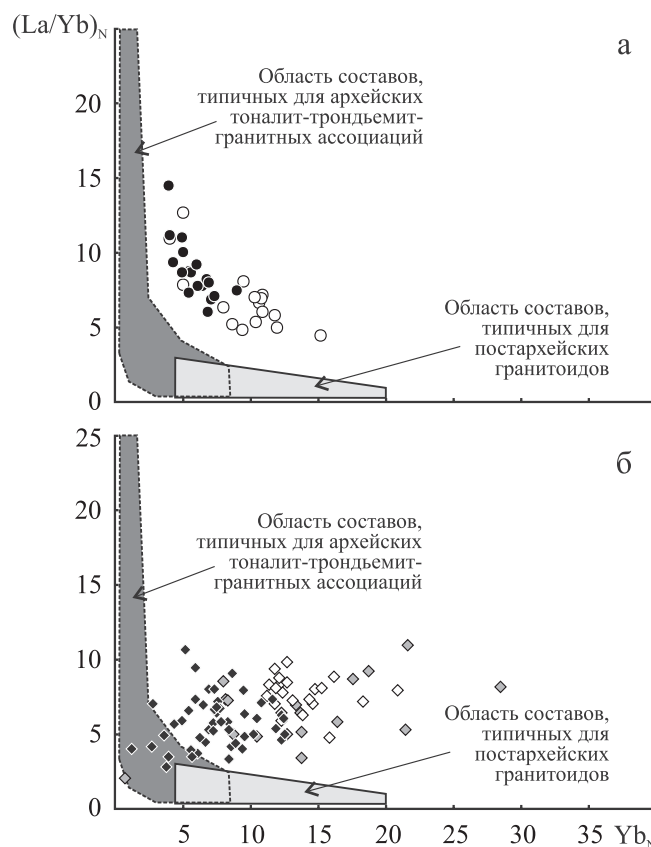 (La/Yb)N
а
Область составов,
типичных для архейских
тоналит-трондьемит-
гранитных ассоциаций
20
15
10
Область составов,
типичных для
постархейских
гранитоидов
5
0
25
б
20
Область составов,
типичных для архейских
тоналит-трондьемит-
гранитных ассоциаций
15
10
Область составов,
типичных для
постархейских
гранитоидов
5
0
5 10 15 20 25 30 35 YbN